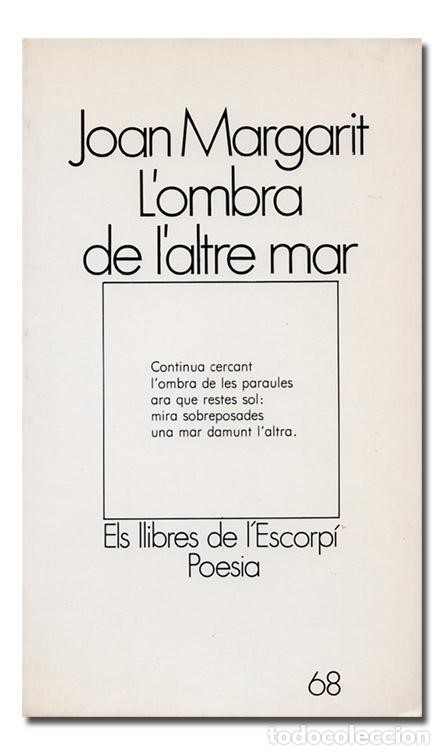 Joan Margarit
L'ombra
de l'altre mar
Continua cercant
l'ombra de les paraules
ara que restes sol:
mira sobreposades
una mar damunt l'altra.
Els llibres de l'Escorpí
Poesia
68
todocoleccion